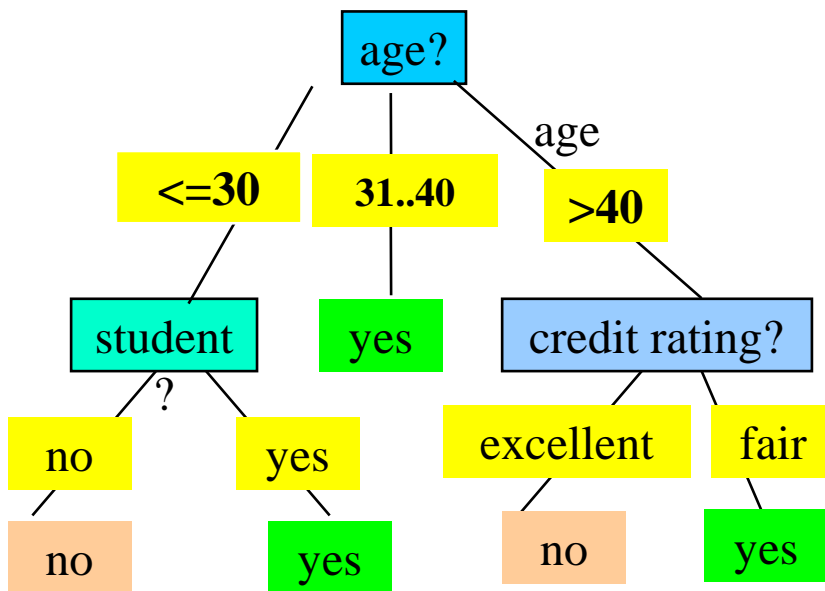 age?
age
<=30
31..40
>40
student
?
yes
credit rating?
no
yes
excellent
fair
no
yes
no
yes